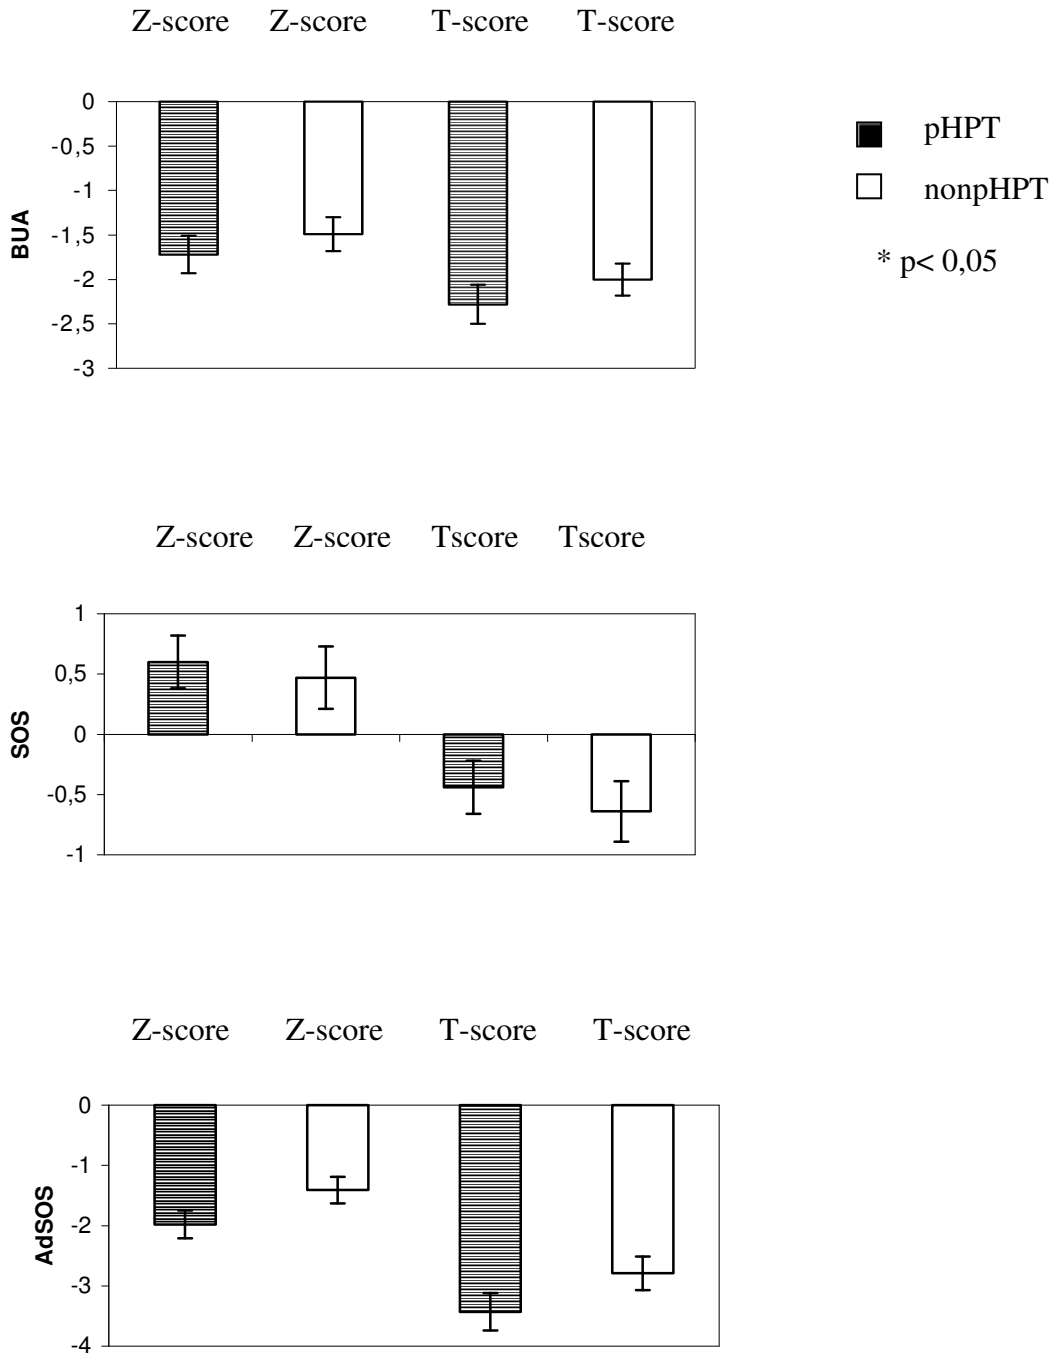 Z-score Z-score T-score T-score
0
-0,5
-1
-1,5
-2
-2,5
-3
BUA
pHPT
nonpHPT
* p< 0,05
Z-score Z-score Tscore Tscore
1
0,5
0
-0,5
-1
SOS
Z-score Z-score T-score T-score
0
-1
-2
-3
-4
AdSOS